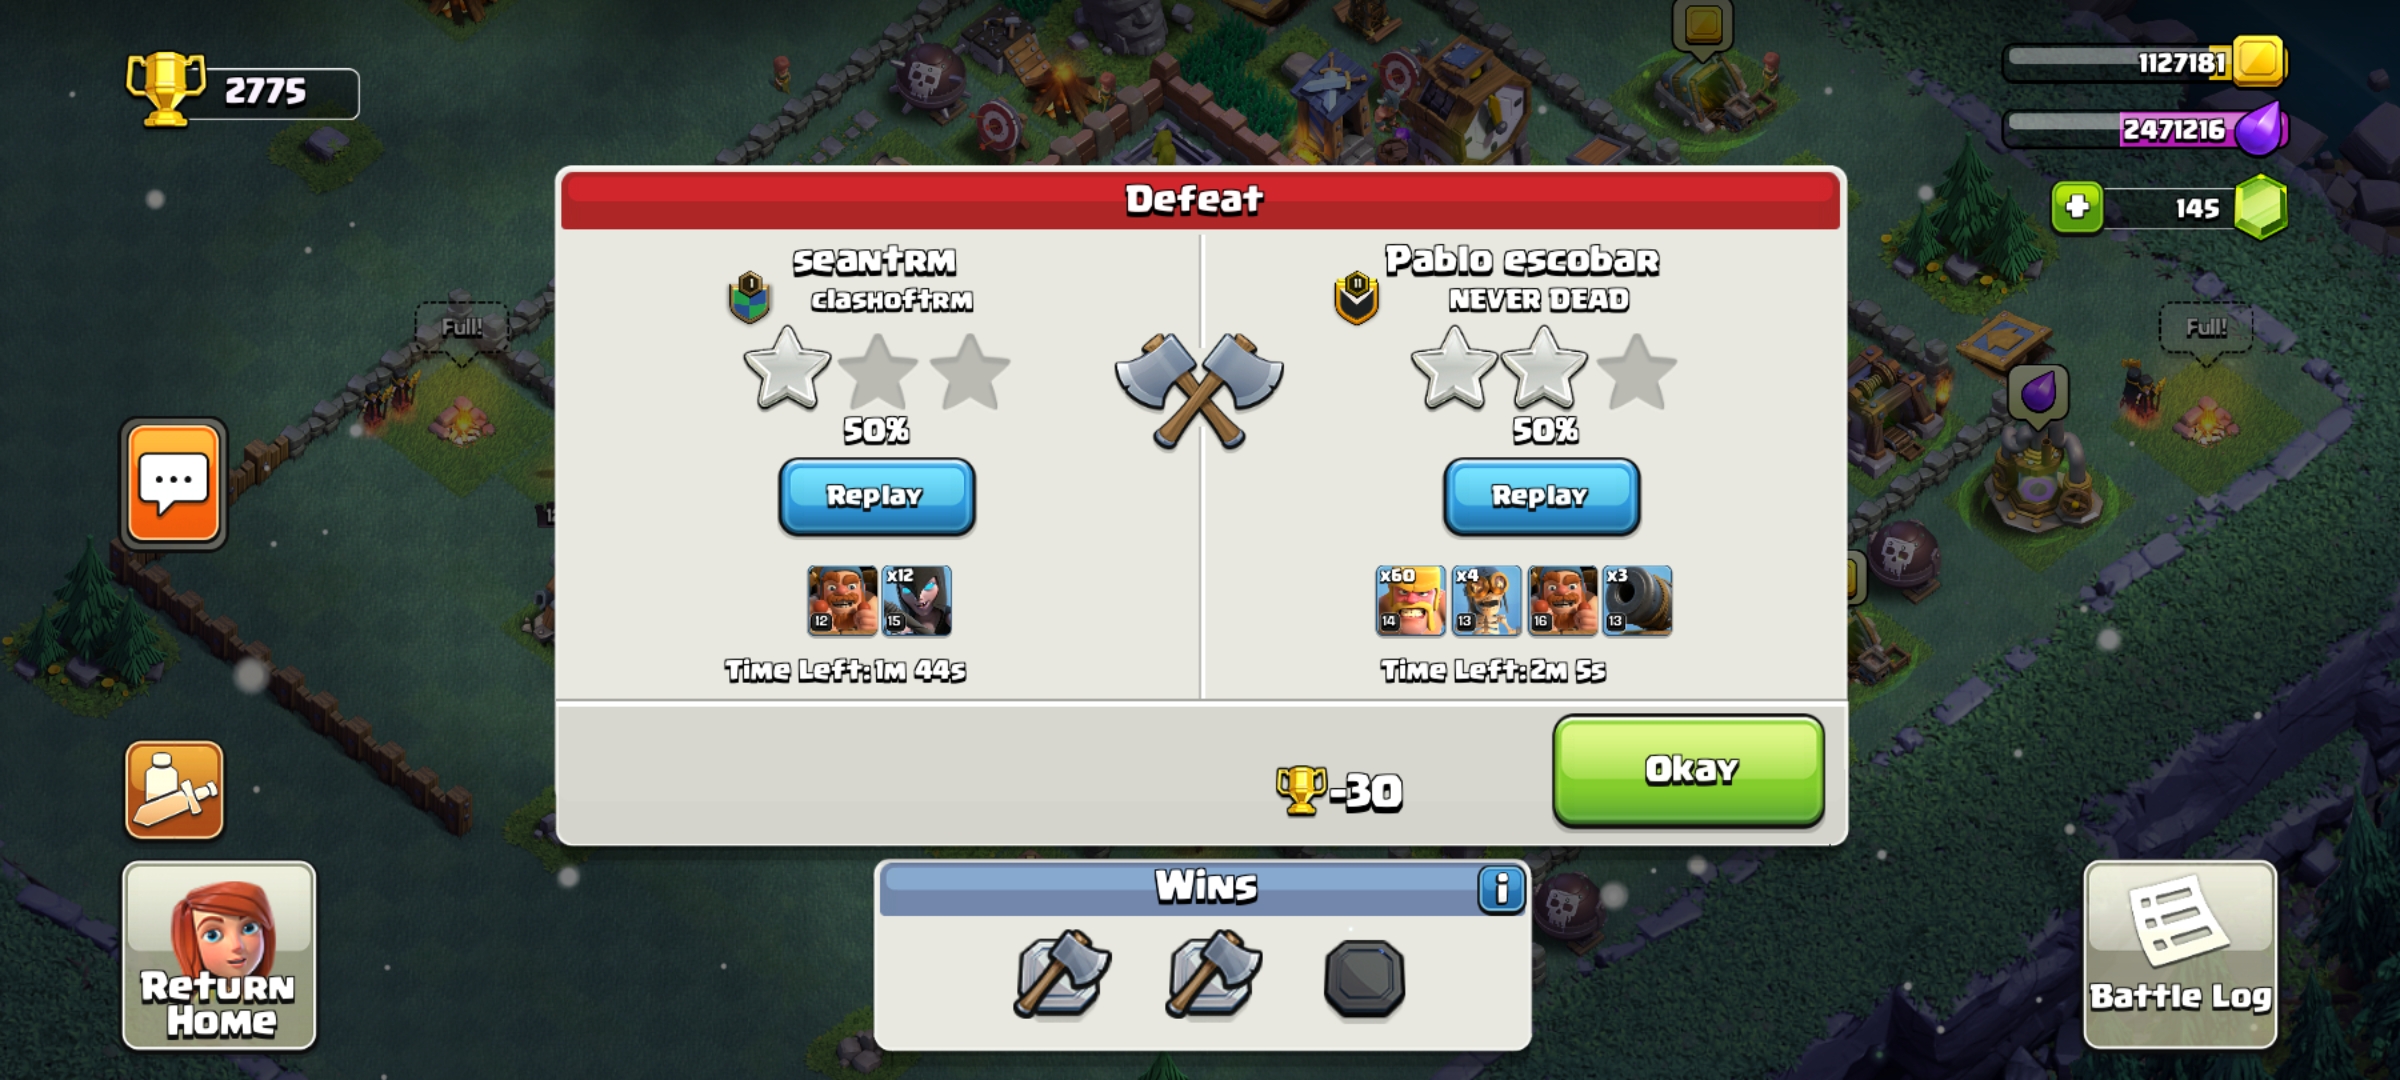 2775
1127181
2471216
145
Full!
Full!
Defeat
seantRM
clashoftRM
50%
Replay
12
x12
15
Time Left:1m 44s
Pablo escobar
NEVER DEAD
50%
Replay
x60
14
x4
13
16
x3
13
Time Left:2m 5s
-30
Okay
Wins
i
Return
Home
Battle Log